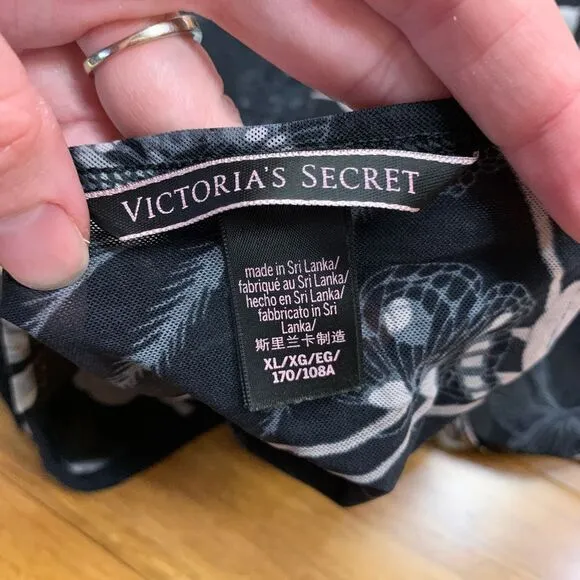 VICTORIA'S SECRET
made in Sri Lanka/
fabriqué au Sri Lanka/
hecho en Sri Lanka/
fabbricato in Sri
Lanka/
斯里兰卡制造
XL/XG/EG/
170/108A